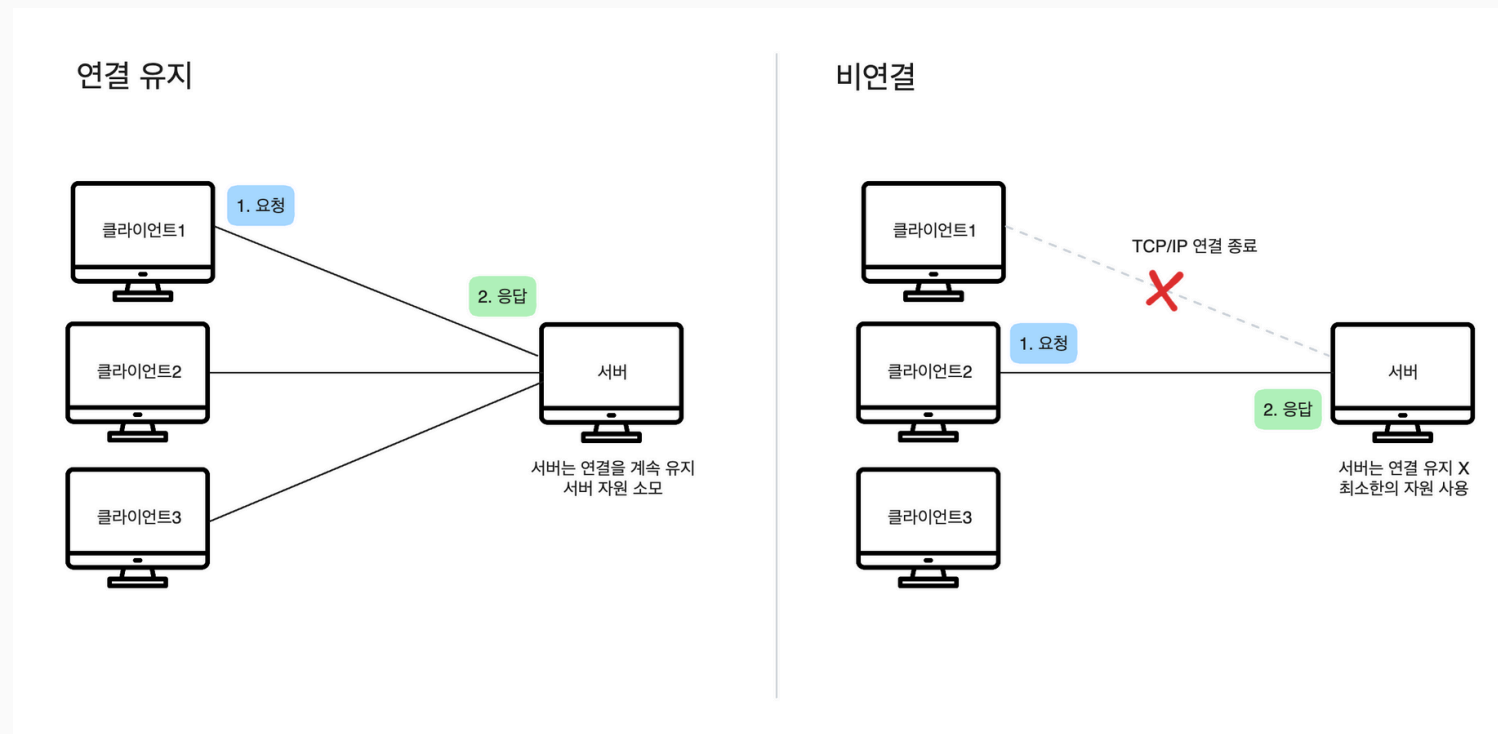 연결 유지
클라이언트1
1. 요청
2. 응답
클라이언트2
서버
클라이언트3
서버는 연결을 계속 유지
서버 자원 소모
비연결
클라이언트1
TCP/IP 연결 종료
클라이언트2
1. 요청
2. 응답
서버
클라이언트3
서버는 연결 유지 X
최소한의 자원 사용